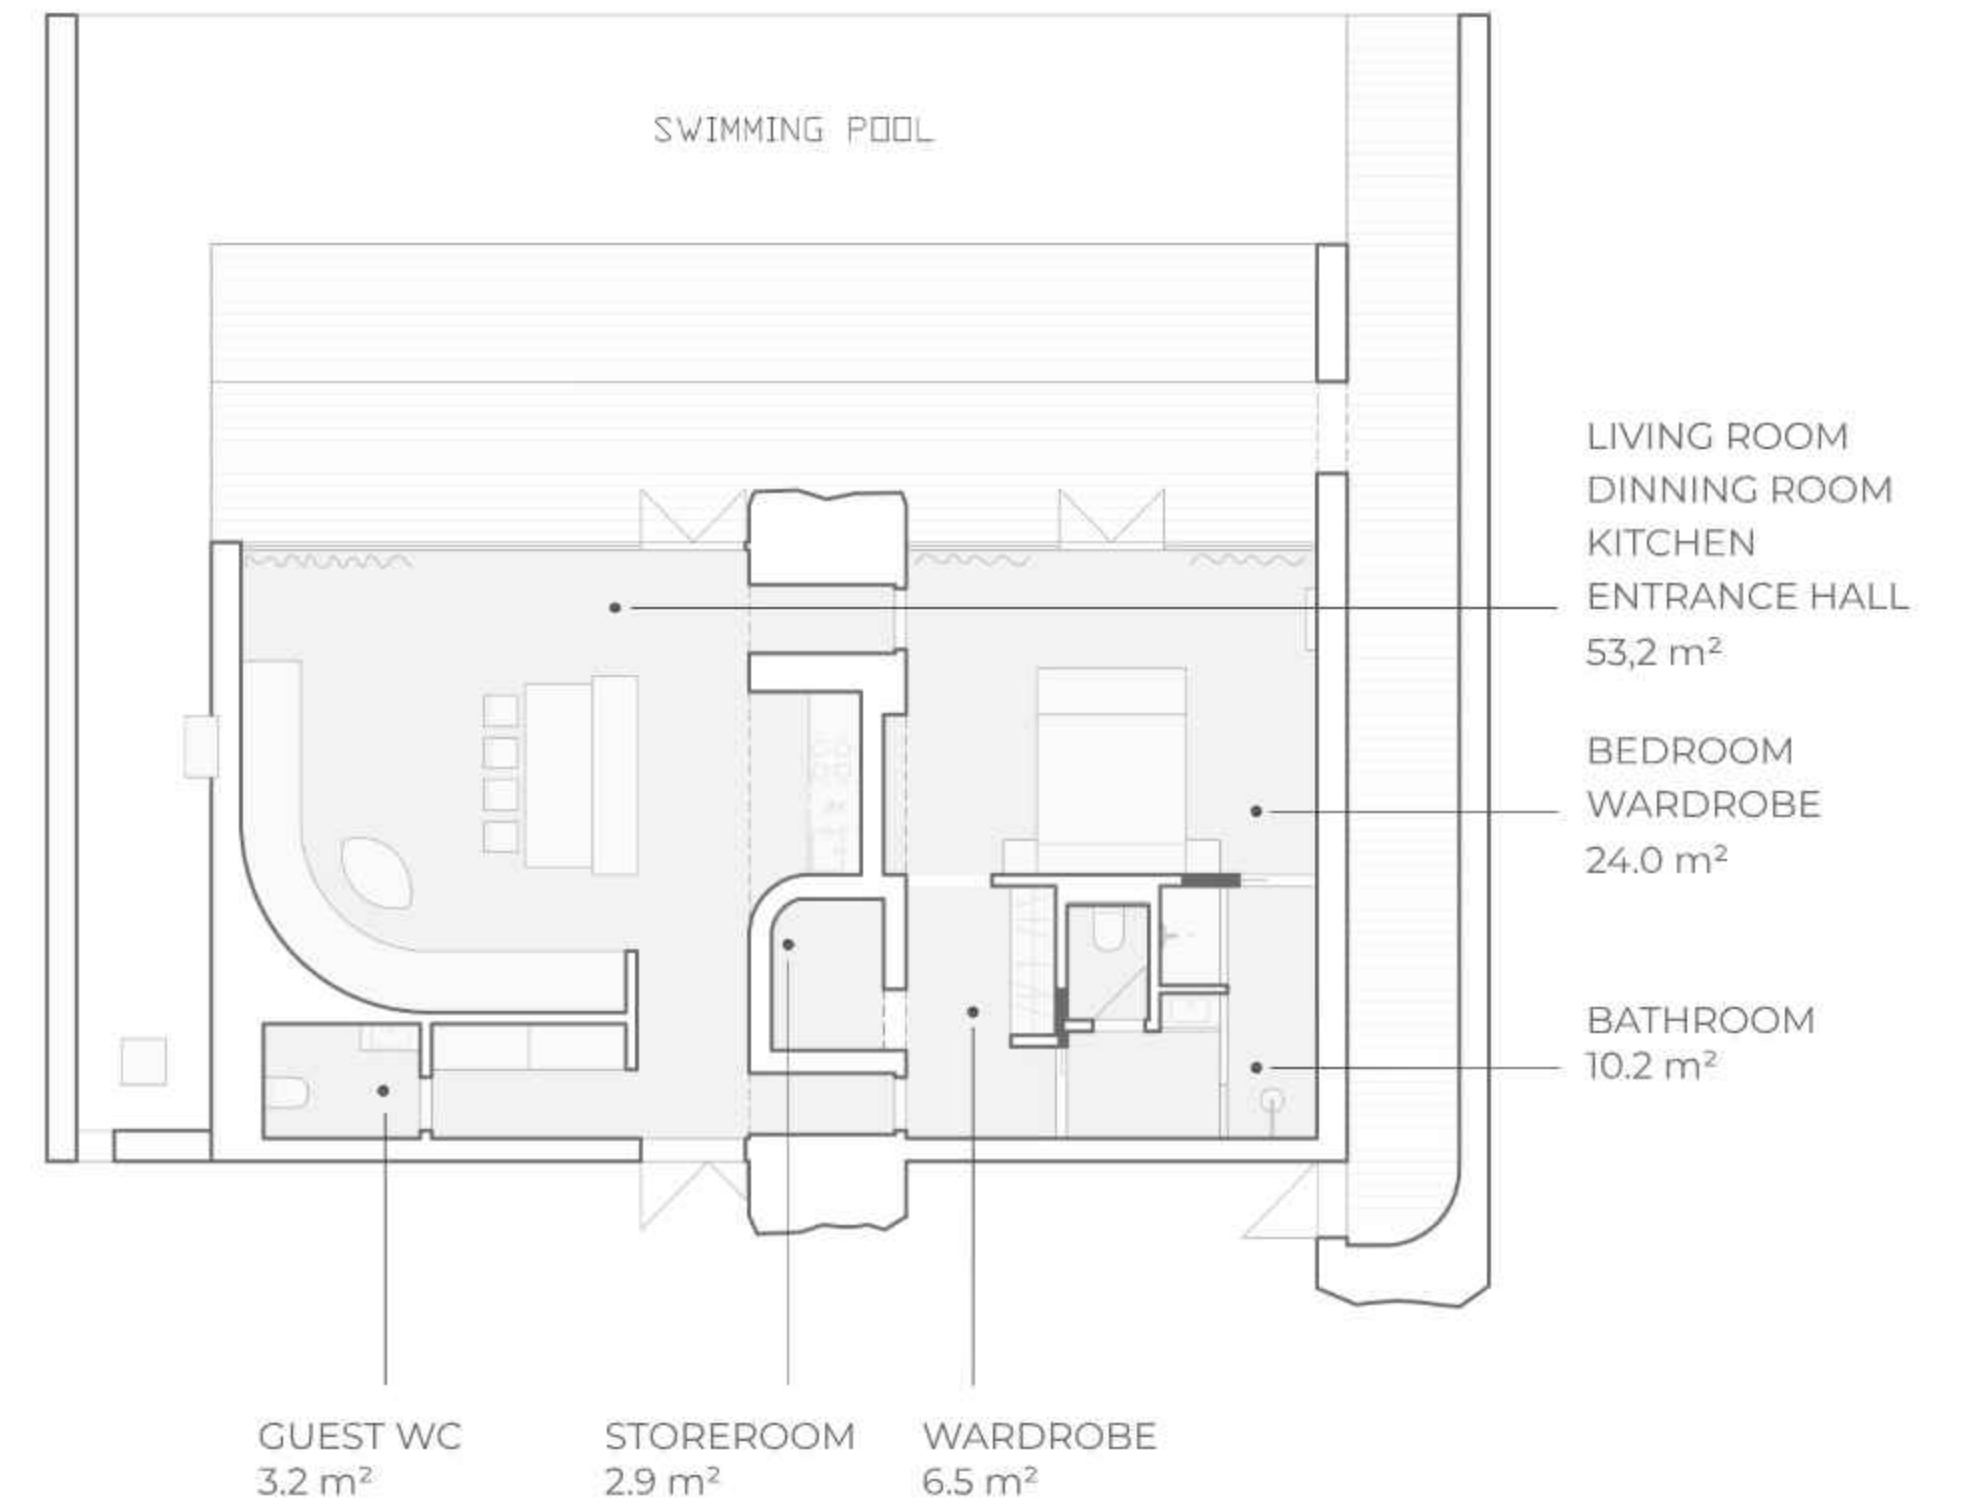 SWIMMING POOL
LIVING ROOM
DINNING ROOM
KITCHEN
ENTRANCE HALL
53,2 m²
BEDROOM
WARDROBE
24.0 m²
BATHROOM
10.2 m²
GUEST WC
3.2 m²
STOREROOM
2.9 m²
WARDROBE
6.5 m²